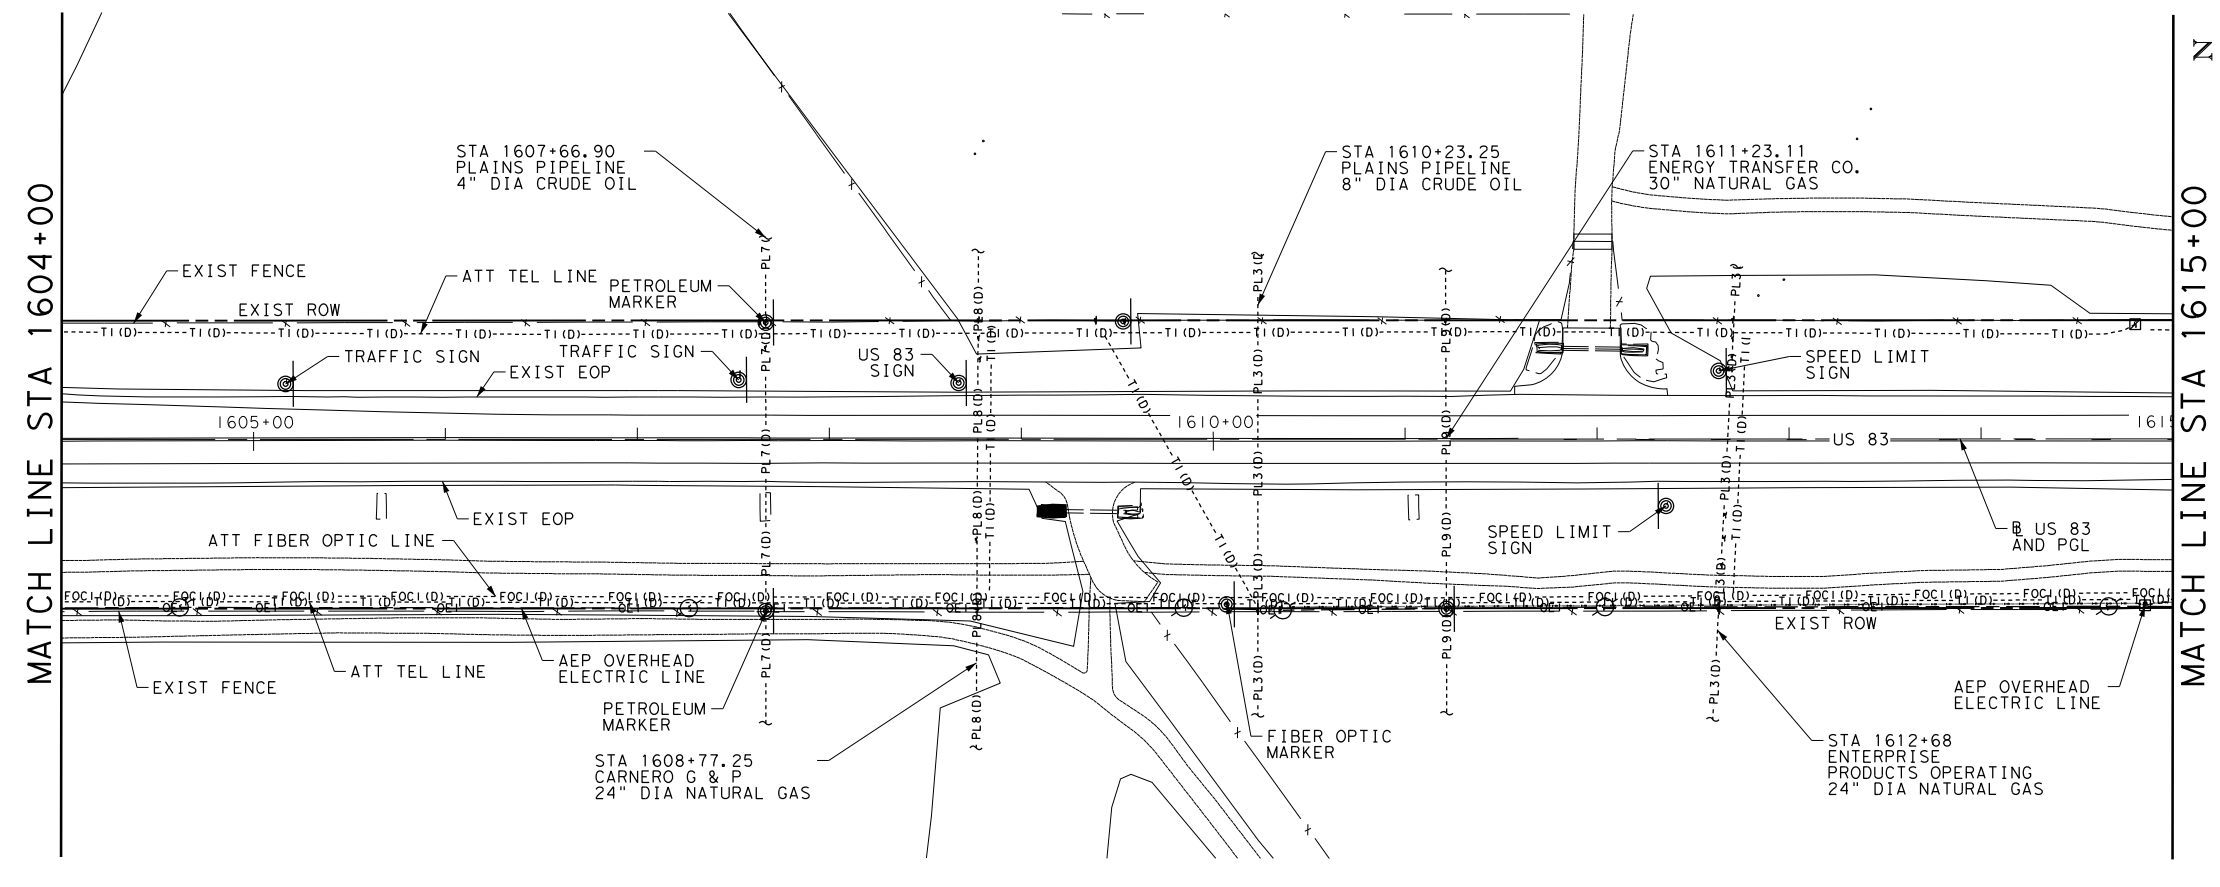 N
STA 1607+66.90
PLAINS PIPELINE
4" DIA CRUDE OIL
STA 1610+23.25
PLAINS PIPELINE
8" DIA CRUDE OIL
STA 1611+23.11
ENERGY TRANSFER CO.
30" NATURAL GAS
MATCH LINE STA 1604+00
MATCH LINE STA 1615+00
EXIST FENCE
ATT TEL LINE
PETROLEUM
MARKER
EXIST ROW
TRAFFIC SIGN
TRAFFIC SIGN
US 83
SIGN
EXIST EOP
SPEED LIMIT
SIGN
1605+00
1610+00
1615
US 83
EXIST EOP
ATT FIBER OPTIC LINE
SPEED LIMIT
SIGN
US 83
AND PGL
EXIST ROW
EXIST FENCE
ATT TEL LINE
AEP OVERHEAD
ELECTRIC LINE
PETROLEUM
MARKER
AEP OVERHEAD
ELECTRIC LINE
FIBER OPTIC
MARKER
STA 1608+77.25
CARNERO G & P
24" DIA NATURAL GAS
STA 1612+68
ENTERPRISE
PRODUCTS OPERATING
24" DIA NATURAL GAS